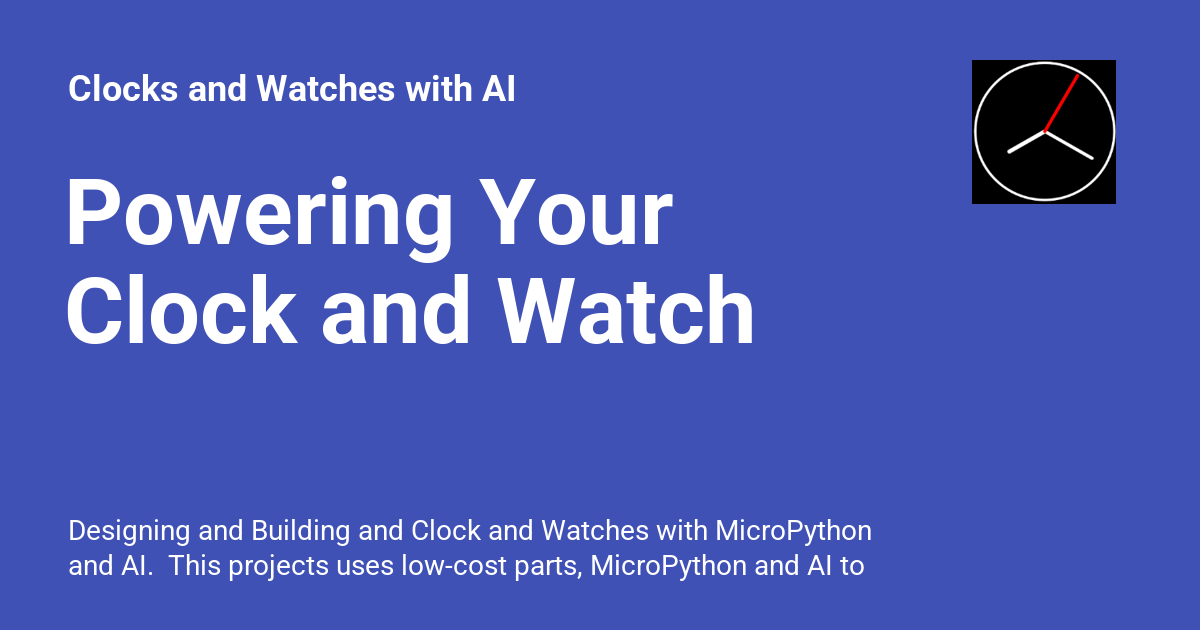 Clocks and Watches with AI
Powering Your
Clock and Watch
Designing and Building and Clock and Watches with MicroPython
and AI.  This projects uses low-cost parts, MicroPython and AI to